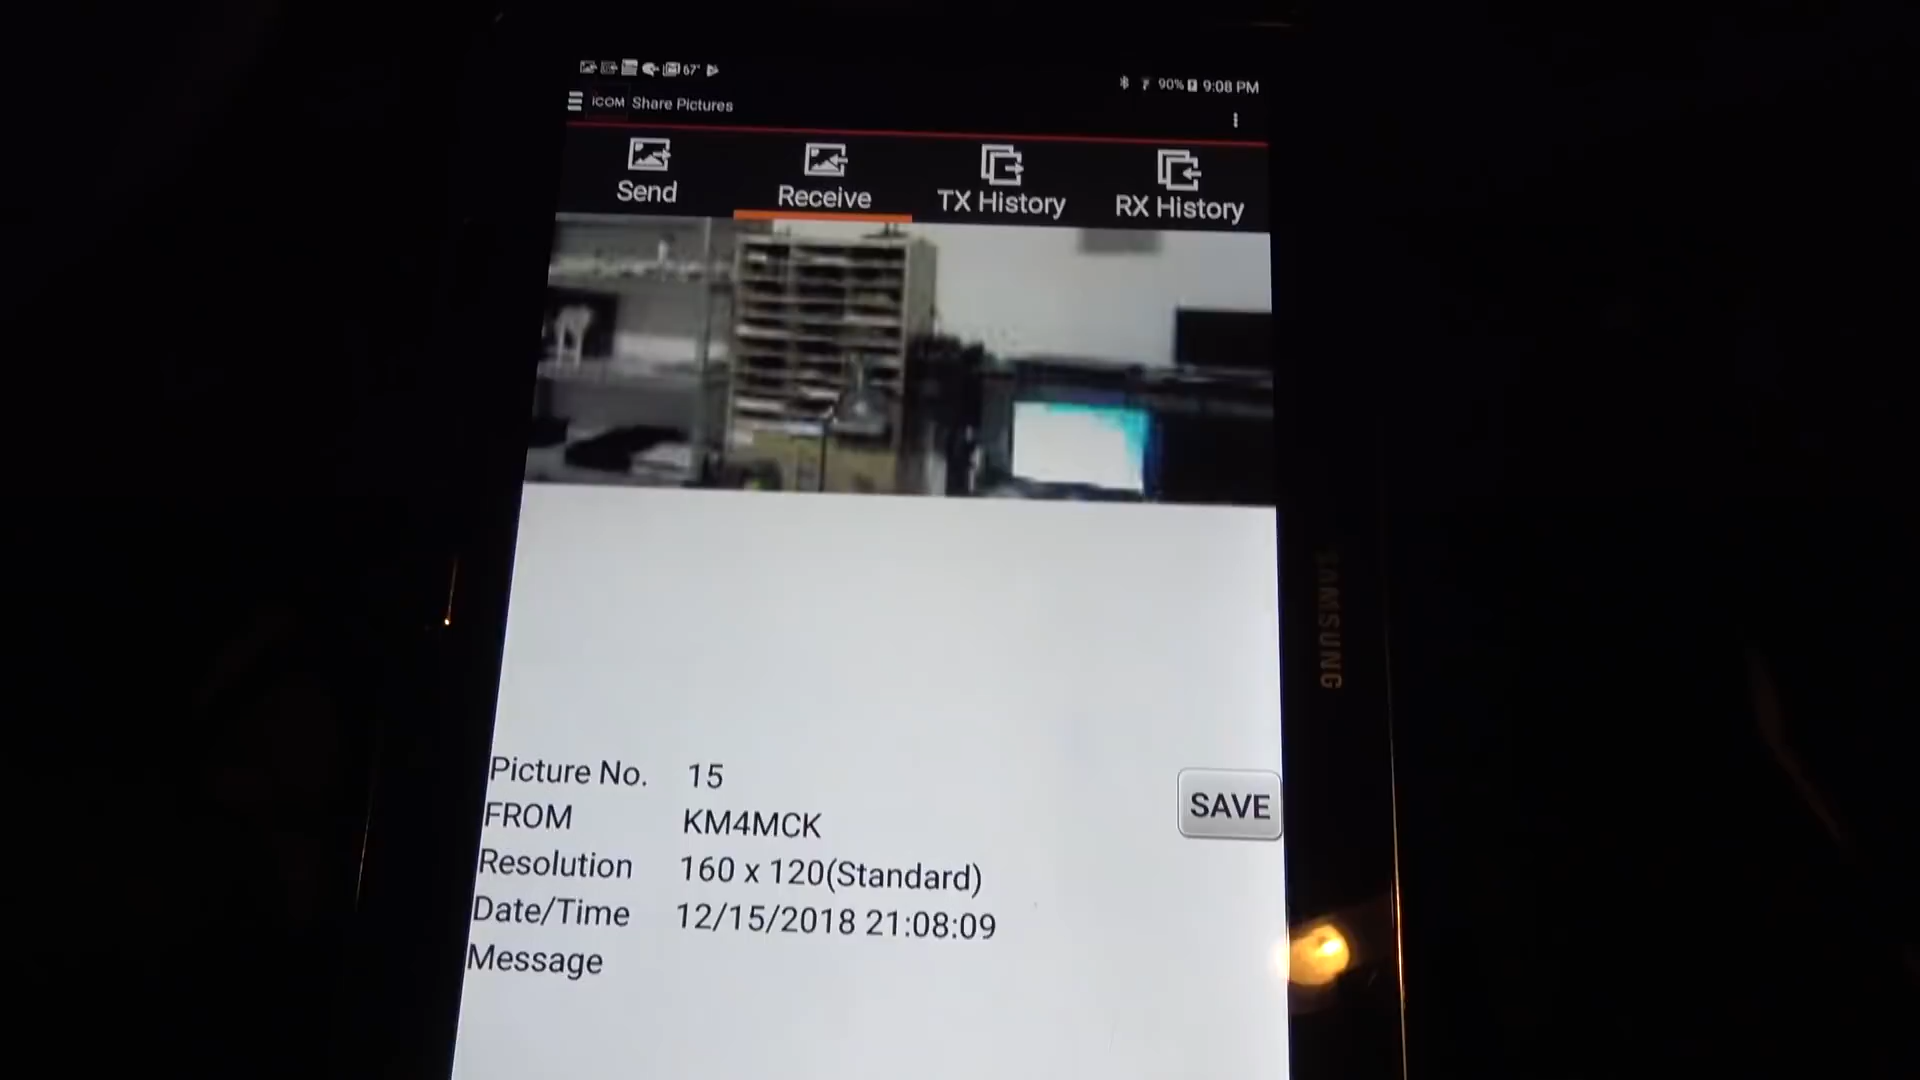 67°
90% 9:08 PM
iCOM Share Pictures
Send Receive TX History RX History
Picture No. 15
FROM KM4MCK
Resolution 160 x 120(Standard)
Date/Time 12/15/2018 21:08:09
Message
SAVE
SAMSUNG